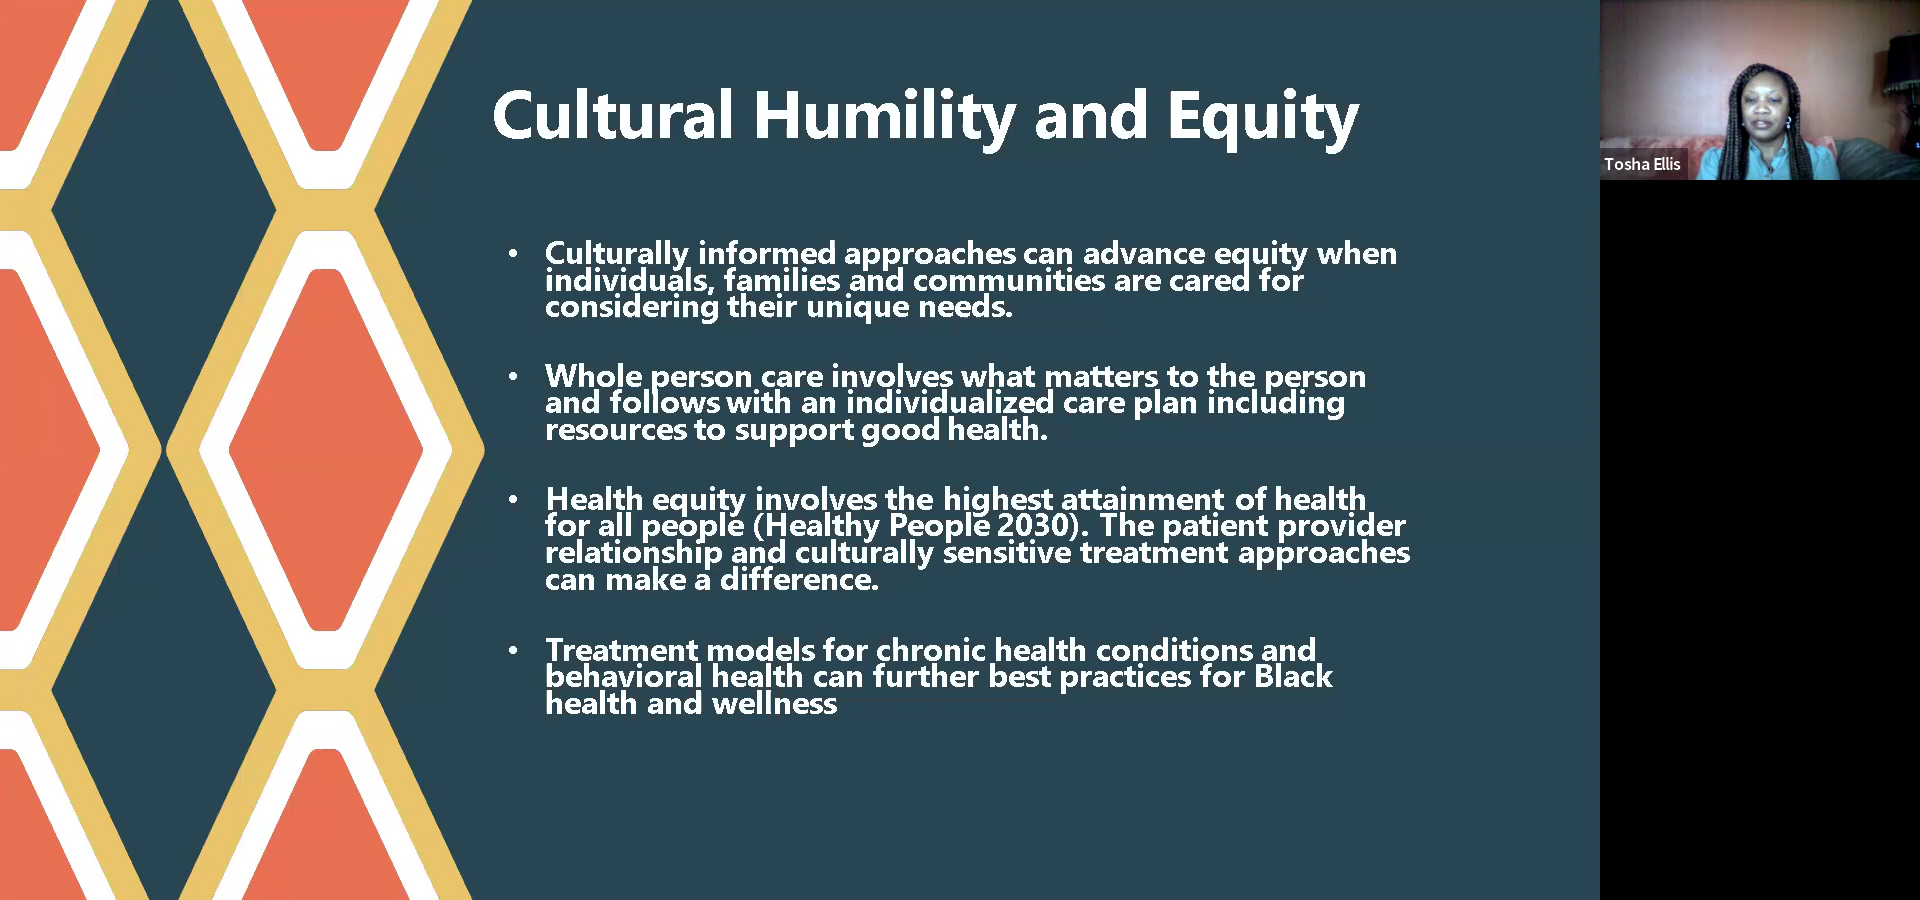 Cultural Humility and Equity
Tosha Ellis
• Culturally informed approaches can advance equity when
individuals, families and communities are cared for
considering their unique needs.
• Whole person care involves what matters to the person
and follows with an individualized care plan including
resources to support good health.
• Health equity involves the highest attainment of health
for all people (Healthy People 2030). The patient provider
relationship and culturally sensitive treatment approaches
can make a difference.
• Treatment models for chronic health conditions and
behavioral health can further best practices for Black
health and wellness